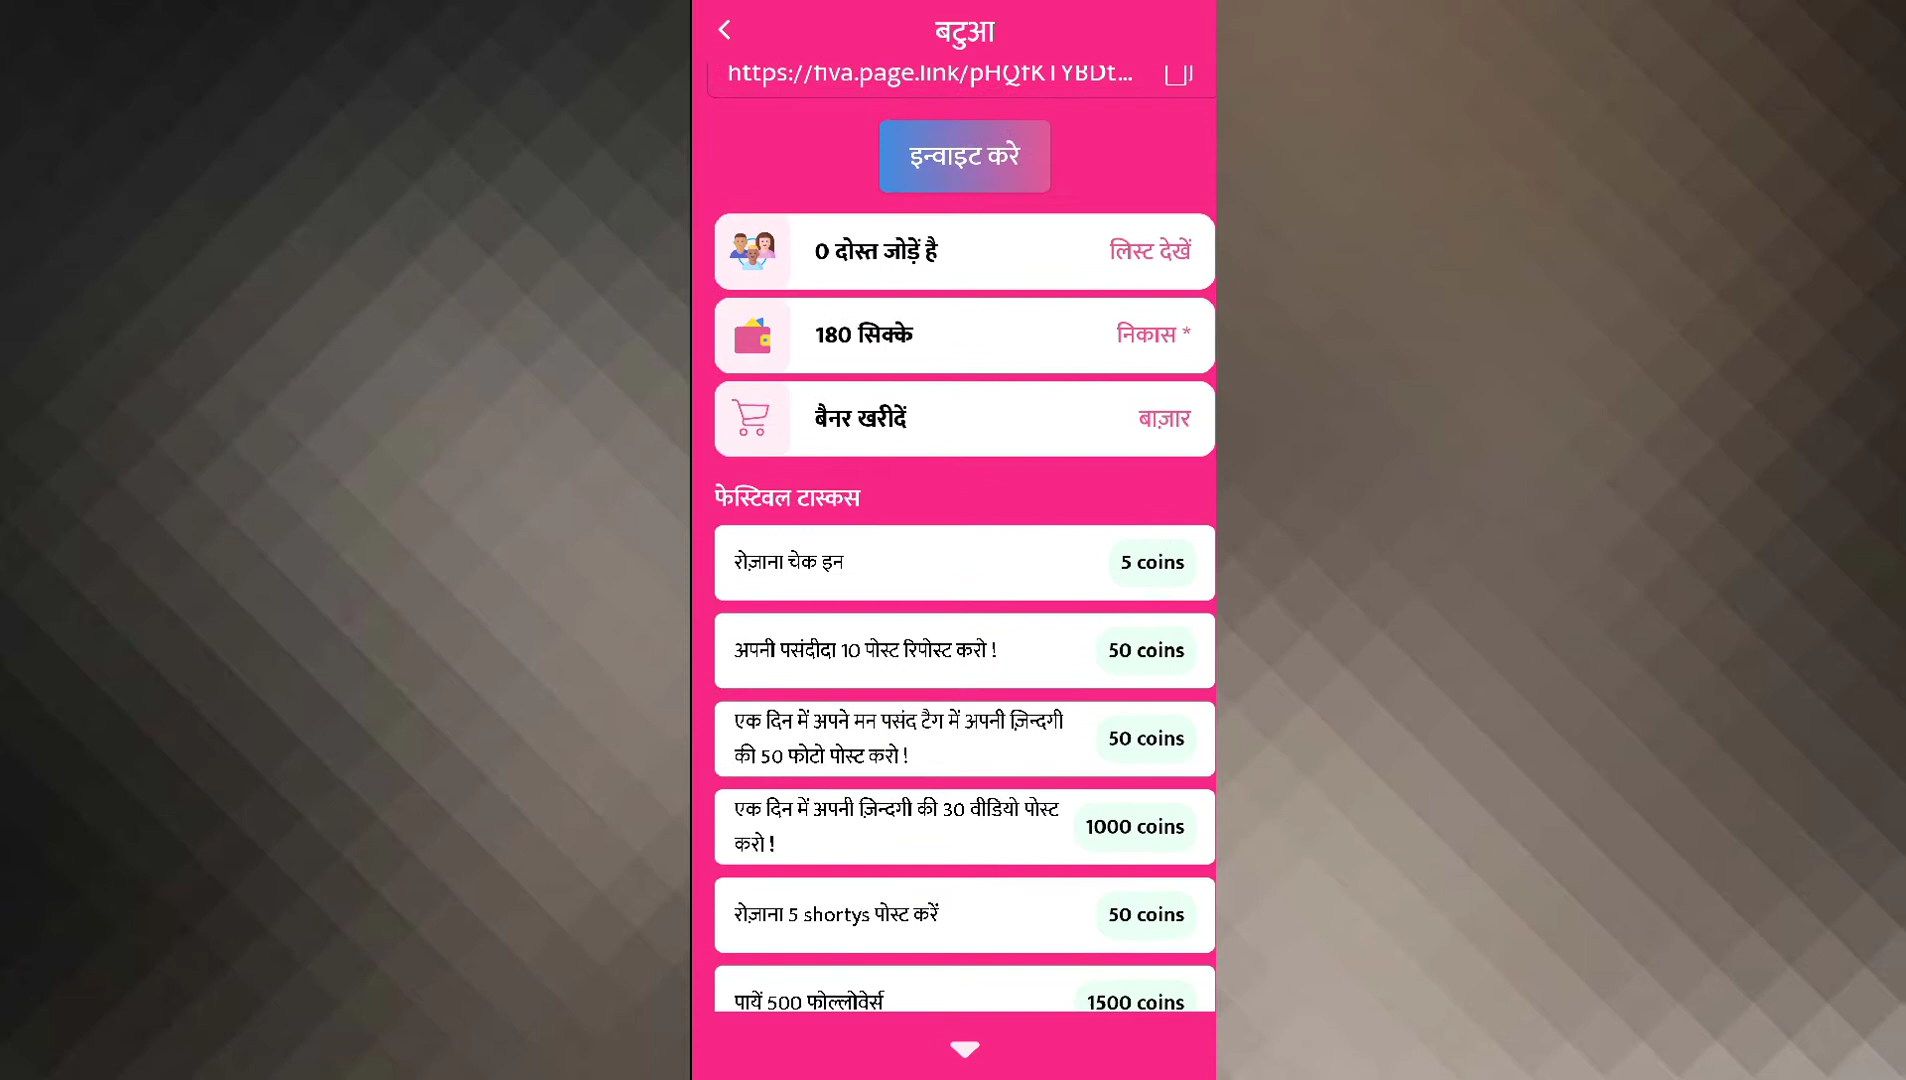 बटुआ
https://fiva.page.link/pHQfKTYBDt...
इन्वाइट करे
0 दोस्त जोड़ें है
लिस्ट देखें
180 सिक्के
निकास *
बैनर खरीदें
बाज़ार
फेस्टिवल टास्कस
रोज़ाना चेक इन
5 coins
अपनी पसंदीदा 10 पोस्ट रिपोस्ट करो !
50 coins
एक दिन में अपने मन पसंद टैग में अपनी ज़िन्दगी
की 50 फोटो पोस्ट करो !
50 coins
एक दिन में अपनी ज़िन्दगी की 30 वीडियो पोस्ट
करो !
1000 coins
रोज़ाना 5 shortys पोस्ट करें
50 coins
पायें 500 फोल्लोवेर्स
1500 coins